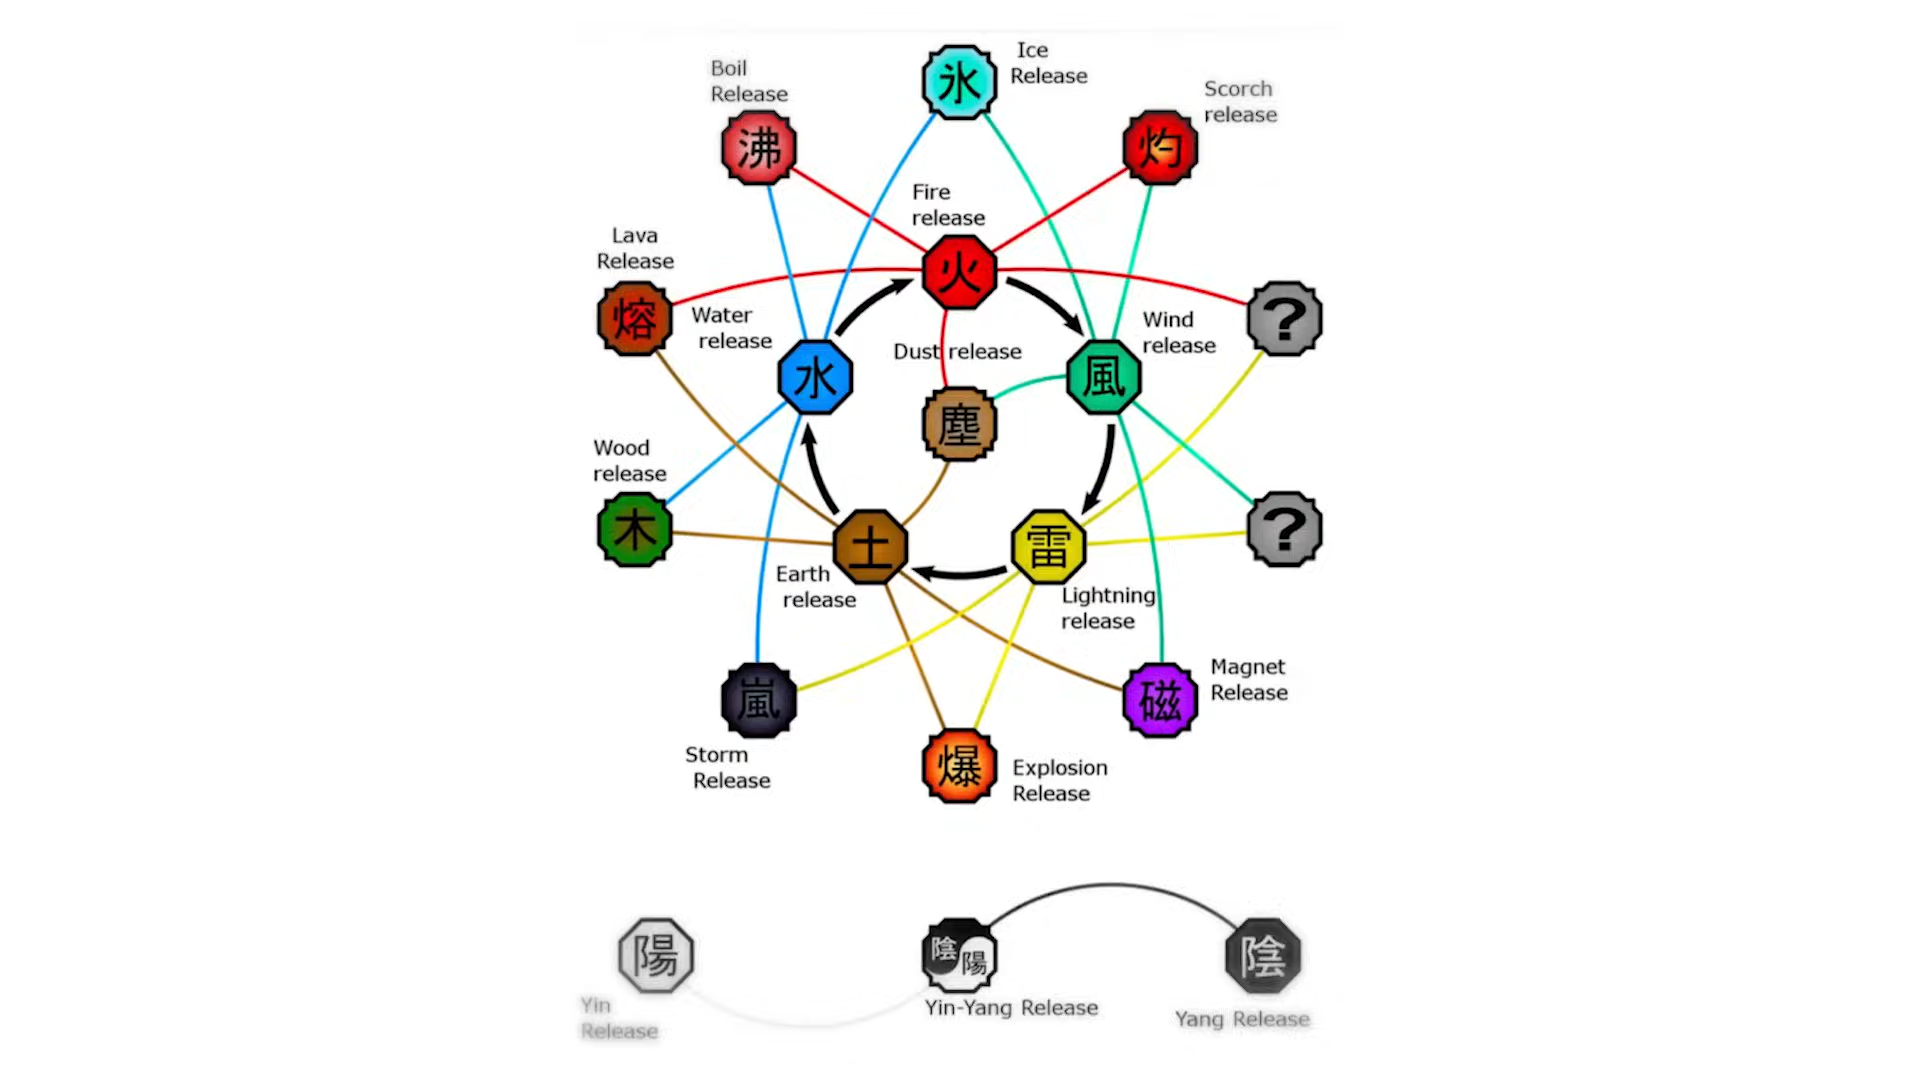 Ice
Release
氷
Boil
Release
沸
Scorch
release
灼
Fire
release
火
Lava
Release
熔
Water
release
水
Wind
release
風
?
Dust release
塵
Wood
release
木
土
Earth
release
雷
Lightning
release
?
嵐
Storm
Release
磁
Magnet
Release
爆
Explosion
Release
陽
Yin
Release
陰
陽
Yin-Yang Release
陰
Yang Release